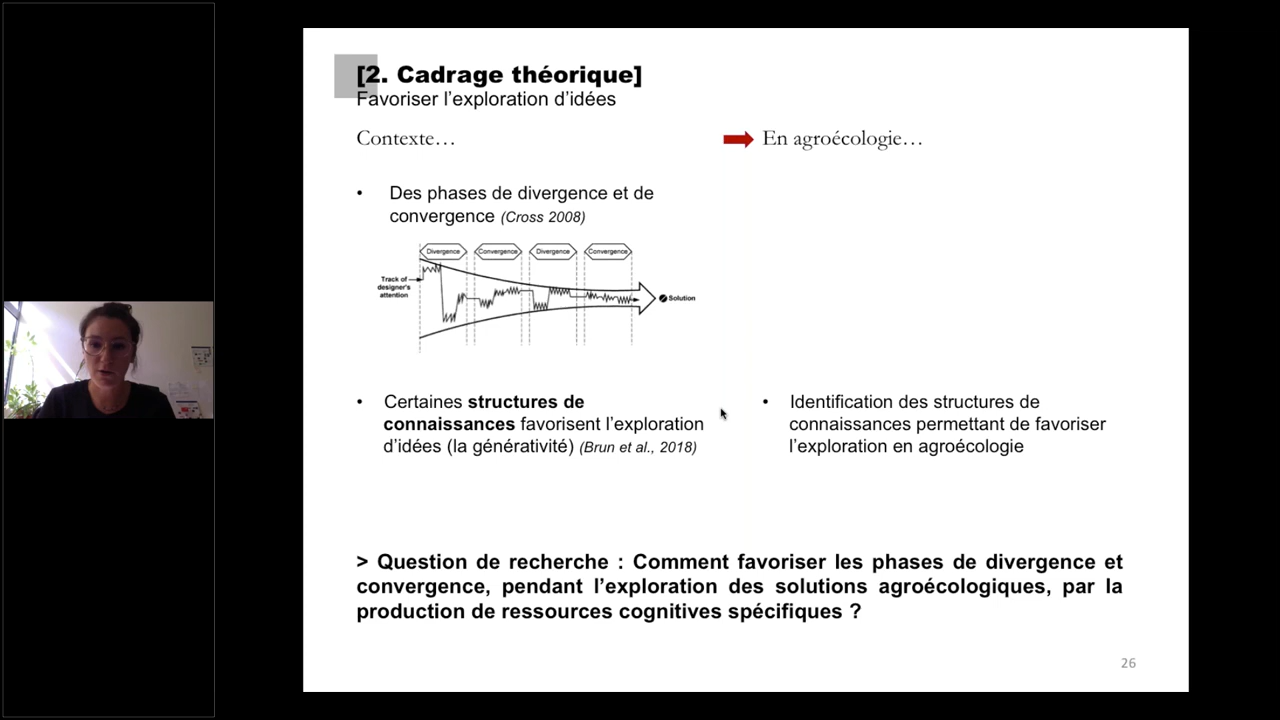 [2. Cadrage théorique]
Favoriser l’exploration d’idées
Contexte…
En agroécologie…
• Des phases de divergence et de
convergence (Cross 2008)
Divergence
Convergence
Divergence
Convergence
Track of
designer's
attention
Solution
• Certaines structures de
connaissances favorisent l’exploration
d’idées (la générativité) (Brun et al., 2018)
• Identification des structures de
connaissances permettant de favoriser
l’exploration en agroécologie
> Question de recherche : Comment favoriser les phases de divergence et
convergence, pendant l’exploration des solutions agroécologiques, par la
production de ressources cognitives spécifiques ?
26